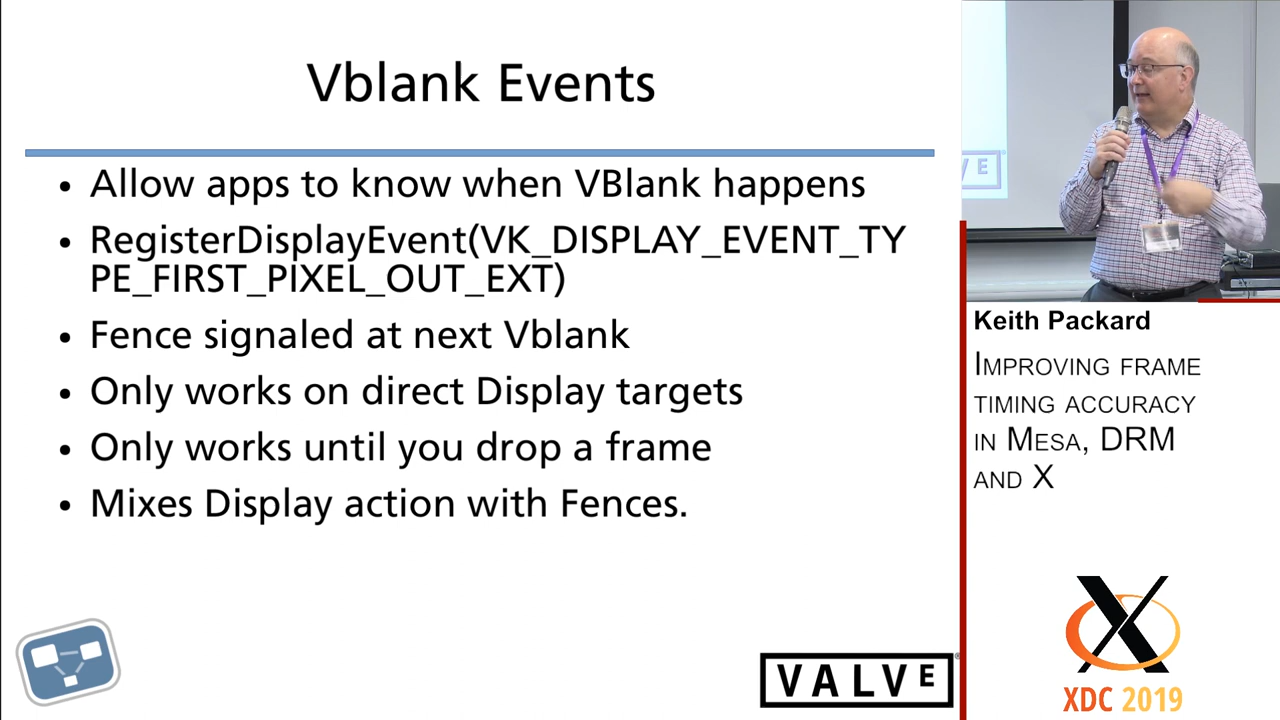 Vblank Events
• Allow apps to know when VBlank happens
• RegisterDisplayEvent(VK_DISPLAY_EVENT_TY
PE_FIRST_PIXEL_OUT_EXT)
• Fence signaled at next Vblank
• Only works on direct Display targets
• Only works until you drop a frame
• Mixes Display action with Fences.
VALVE®
VE
Keith Packard
Improving frame
timing accuracy
in Mesa, DRM
and X
X
XDC 2019